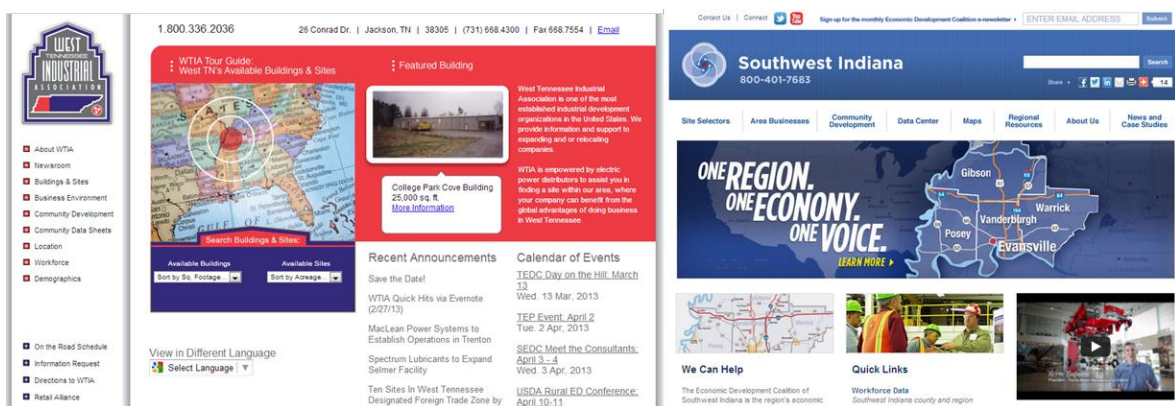 WEST
TENNESSEE
INDUSTRIAL
ASSOCIATION
About WTIA
Newsroom
Buildings & Sites
Business Environment
Community Development
Community Data Sheets
Location
Workforce
Demographics
On the Road Schedule
Information Request
Directions to WTIA
Retail Alliance
1.800.336.2036
26 Conrad Dr. | Jackson, TN | 38305 | (731) 668.4300 | Fax 668.7554 | Email
WTIA Tour Guide:
West TN's Available Buildings & Sites
Search Buildings & Sites:
Available Buildings
Available Sites
Sort by Sq. Footage...
Sort by Acreage...
View in Different Language
Select Language
Featured Building
College Park Cove Building
25,000 sq. ft.
More Information
West Tennessee Industrial
Association is one of the most
established industrial development
organizations in the United States. We
provide information and support to
expanding and or relocating
companies.
WTIA is empowered by electric
power distributors to assist you in
finding a site within our area, where
your company can benefit from the
global advantages of doing business
in West Tennessee.
Recent Announcements
Save the Date!
WTIA Quick Hits via Evernote
(2/27/13)
MacLean Power Systems to
Establish Operations in Trenton
Spectrum Lubricants to Expand
Selmer Facility
Ten Sites In West Tennessee
Designated Foreign Trade Zone by
Calendar of Events
TEDC Day on the Hill: March
13
Wed. 13 Mar, 2013
TEP Event: April 2
Tue. 2 Apr, 2013
SEDC Meet the Consultants:
April 3 - 4
Wed. 3 Apr, 2013
USDA Rural ED Conference:
April 10-11
Contact Us | Connect
You Tube
Sign up for the monthly Economic Development Coalition e-newsletter
ENTER EMAIL ADDRESS
Submit
Southwest Indiana
800-401-7683
Search
Share
14
Site Selectors
Area Businesses
Community
Development
Data Center
Maps
Regional
Resources
About Us
News and
Case Studies
ONE REGION.
ONE ECONONY.
ONE VOICE.
LEARN MORE
Gibson
Warrick
Vanderburgh
Posey
Evansville
We Can Help
The Economic Development Coalition of
Southwest Indiana is the region's economic
Quick Links
Workforce Data
Southwest Indiana county and region